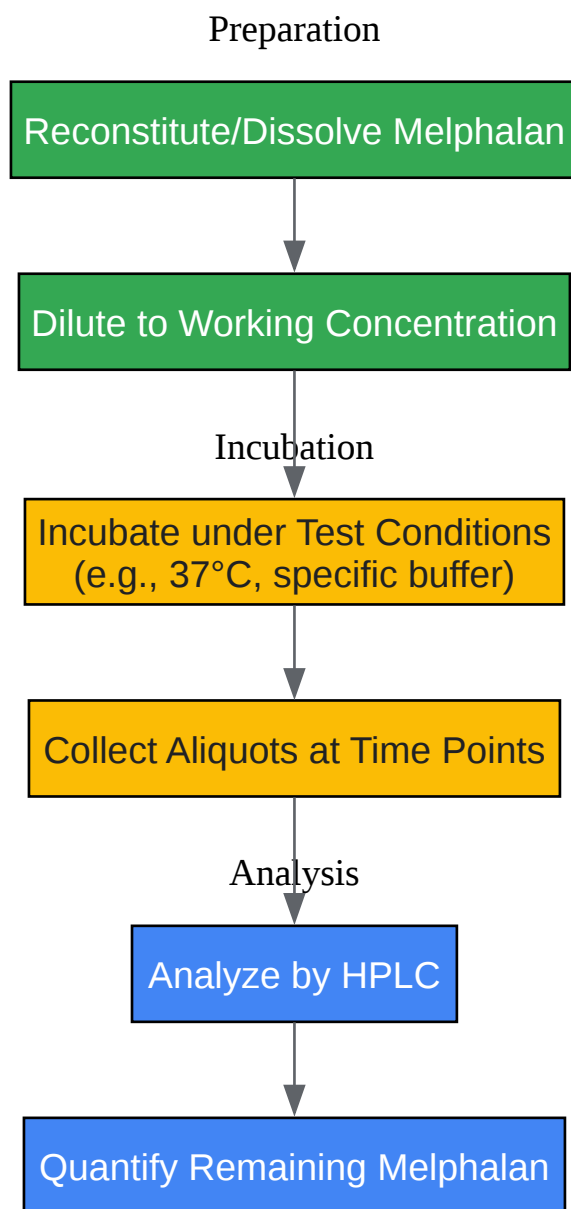 Preparation
Reconstitute/Dissolve Melphalan
Dilute to Working Concentration
Incubation
Incubate under Test Conditions
(e.g., 37°C, specific buffer)
Collect Aliquots at Time Points
Analysis
Analyze by HPLC
Quantify Remaining Melphalan